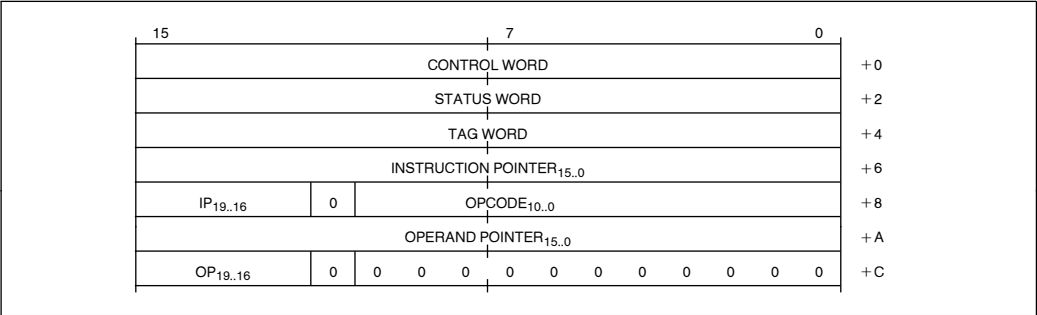 15 7 0
CONTROL WORD +0
STATUS WORD +2
TAG WORD +4
INSTRUCTION POINTER15..0 +6
IP19..16 0 OPCODE10..0 +8
OPERAND POINTER15..0 +A
OP19..16 0 0 0 0 0 0 0 0 0 0 0 0 +C